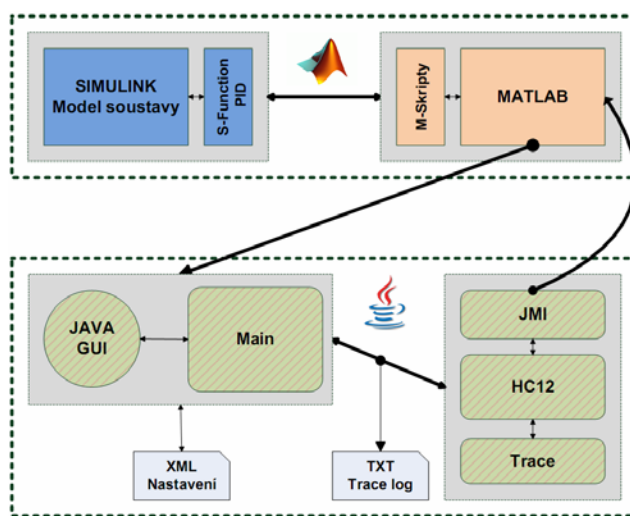 SIMULINK
Model soustavy
S-Function
PID
M-Skripty
MATLAB
JAVA
GUI
Main
JMI
HC12
Trace
XML
Nastavení
TXT
Trace log